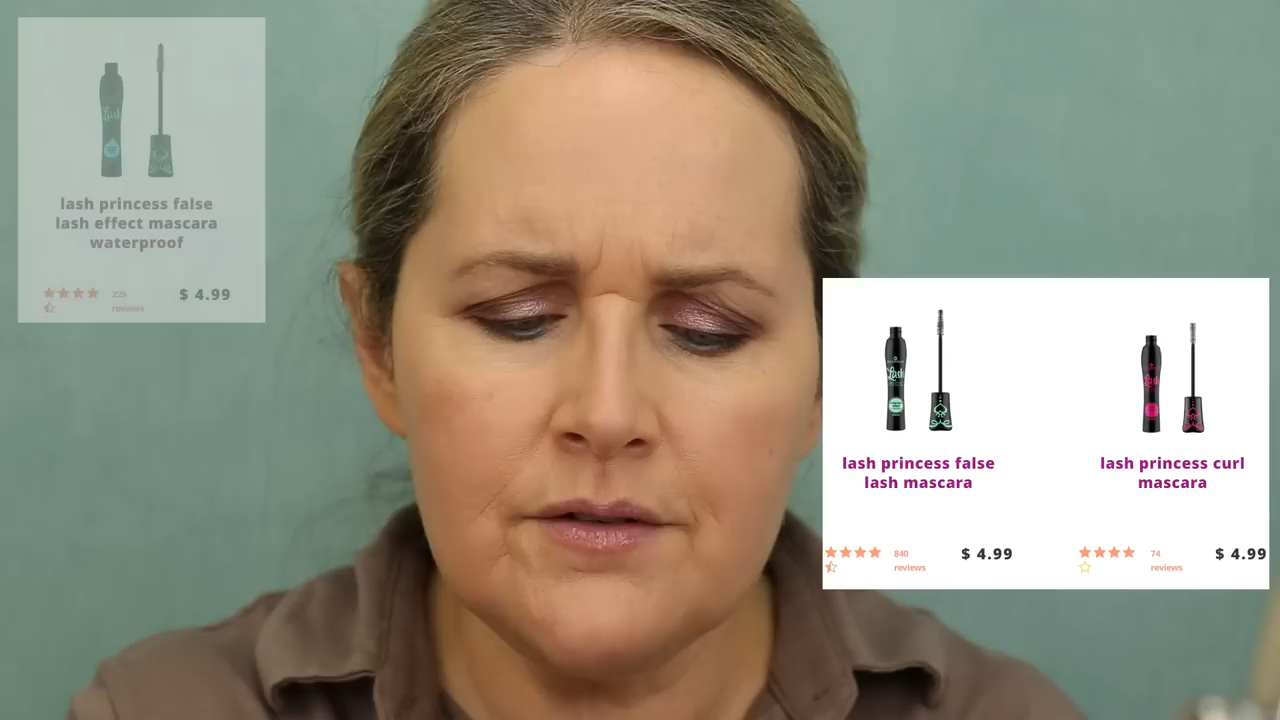 lash princess false
lash effect mascara
waterproof
$ 4.99
reviews
lash princess false
lash mascara
840
reviews
$ 4.99
lash princess curl
mascara
74
reviews
$ 4.99